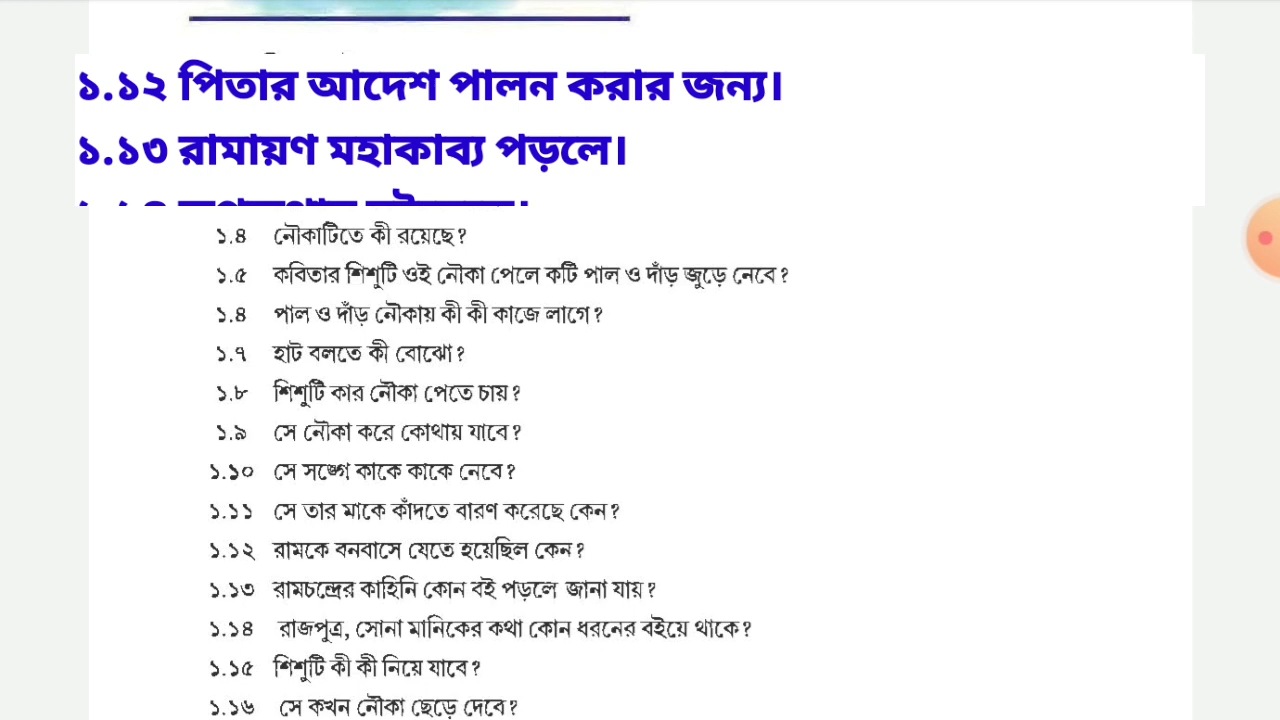 ১.১২ পিতার আদেশ পালন করার জন্য।
১.১৩ রামায়ণ মহাকাব্য পড়লে।
১.৪ নৌকাটিতে কী রয়েছে?
১.৫ কবিতার শিশুটি ওই নৌকা পেলে কটি পাল ও দাঁড় জুড়ে নেবে?
১.৪ পাল ও দাঁড় নৌকায় কী কী কাজে লাগে?
১.৭ হাট বলতে কী বোঝো?
১.৮ শিশুটি কার নৌকা পেতে চায়?
১.৯ সে নৌকা করে কোথায় যাবে?
১.১০ সে সঙ্গে কাকে কাকে নেবে?
১.১১ সে তার মাকে কাঁদতে বারণ করেছে কেন?
১.১২ রামকে বনবাসে যেতে হয়েছিল কেন?
১.১৩ রামচন্দ্রের কাহিনি কোন বই পড়লে জানা যায়?
১.১৪ রাজপুত্র, সোনা মানিকের কথা কোন ধরনের বইয়ে থাকে?
১.১৫ শিশুটি কী কী নিয়ে যাবে?
১.১৬ সে কখন নৌকা ছেড়ে দেবে?